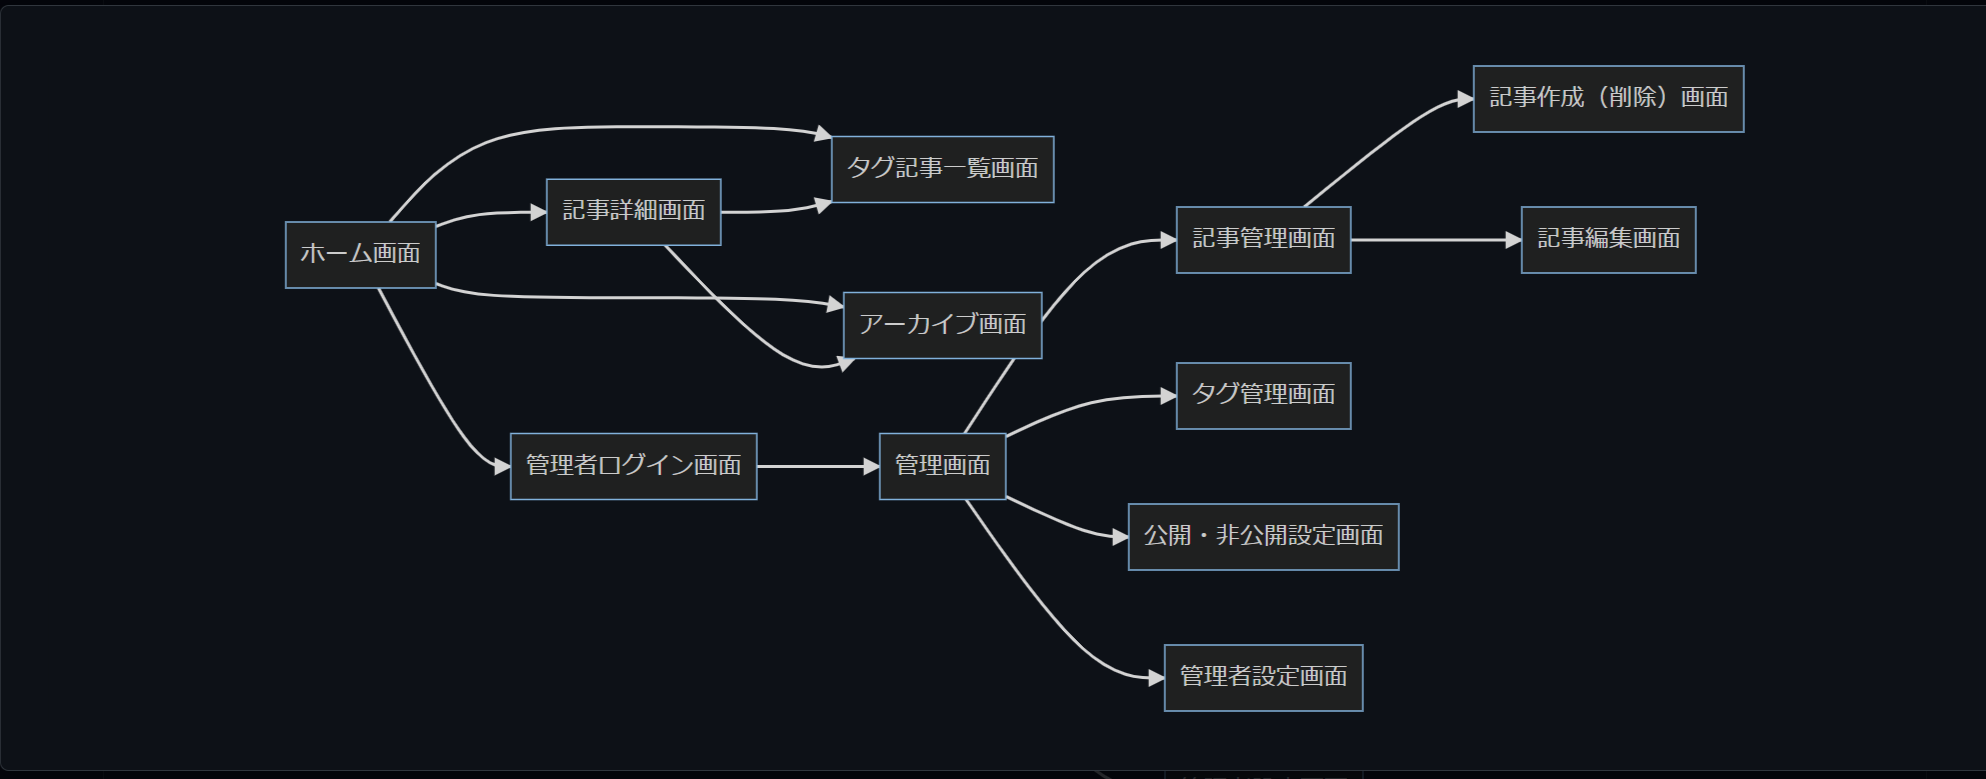 記事作成（削除）画面
タグ記事一覧画面
記事詳細画面
記事管理画面
記事編集画面
ホーム画面
アーカイブ画面
タグ管理画面
管理者ログイン画面
管理画面
公開・非公開設定画面
管理者設定画面